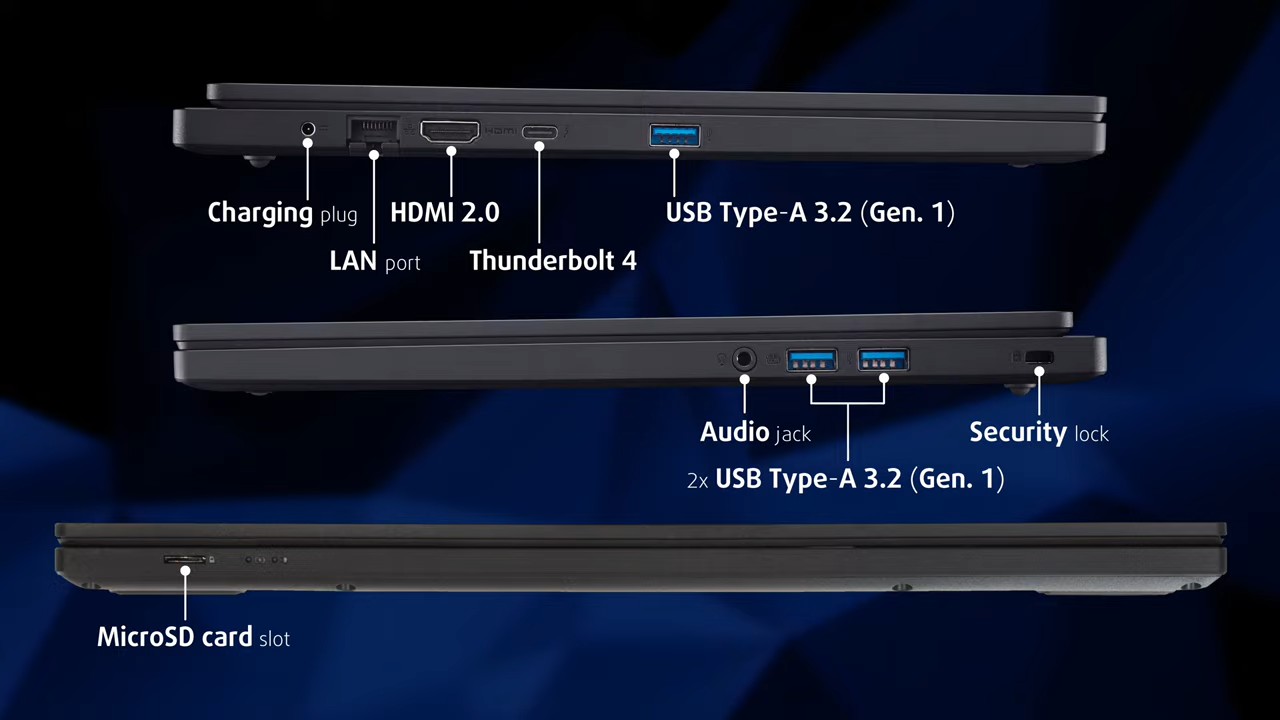 HDMI
Charging plug
HDMI 2.0
USB Type-A 3.2 (Gen. 1)
LAN port
Thunderbolt 4
Audio jack
Security lock
2x USB Type-A 3.2 (Gen. 1)
MicroSD card slot